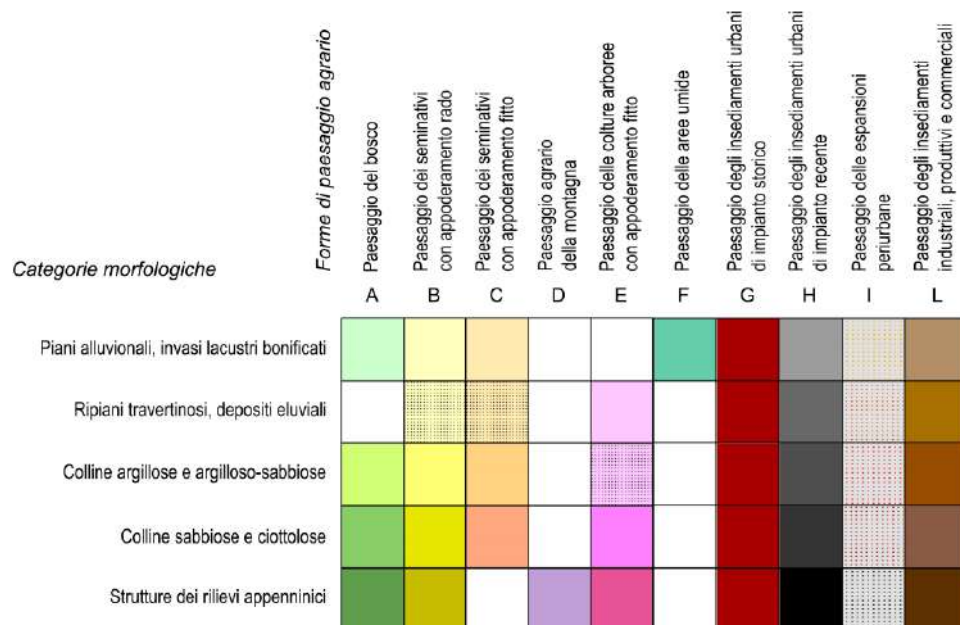 Forme di paesaggio agrario
Paesaggio del bosco
Paesaggio dei seminativi
con appoderamento rado
Paesaggio dei seminativi
con appoderamento fitto
Paesaggio agrario
della montagna
Paesaggio delle colture arboree
con appoderamento fitto
Paesaggio delle aree umide
Paesaggio degli insediamenti urbani
di impianto storico
Paesaggio degli insediamenti urbani
di impianto recente
Paesaggio delle espansioni
periurbane
Paesaggio degli insediamenti
industriali, produttivi e commerciali
Categorie morfologiche
A B C D E F G H I L
Piani alluvionali, invasi lacustri bonificati
Ripiani travertinosi, depositi eluviali
Colline argillose e argilloso-sabbiose
Colline sabbiose e ciottolose
Strutture dei rilievi appenninici